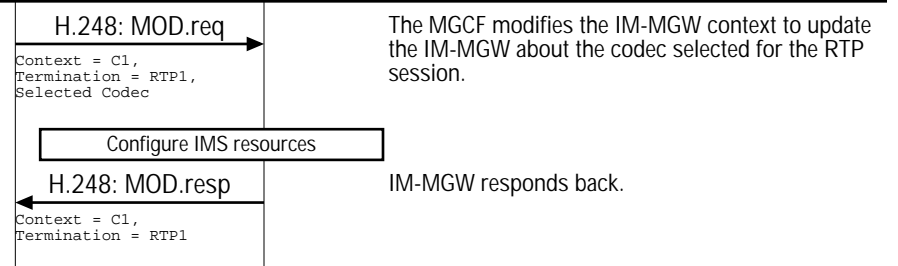 H.248: MOD.req
The MGCF modifies the IM-MGW context to update
the IM-MGW about the codec selected for the RTP
session.
Context = C1,
Termination = RTP1,
Selected Codec
Configure IMS resources
H.248: MOD.resp
IM-MGW responds back.
Context = C1,
Termination = RTP1